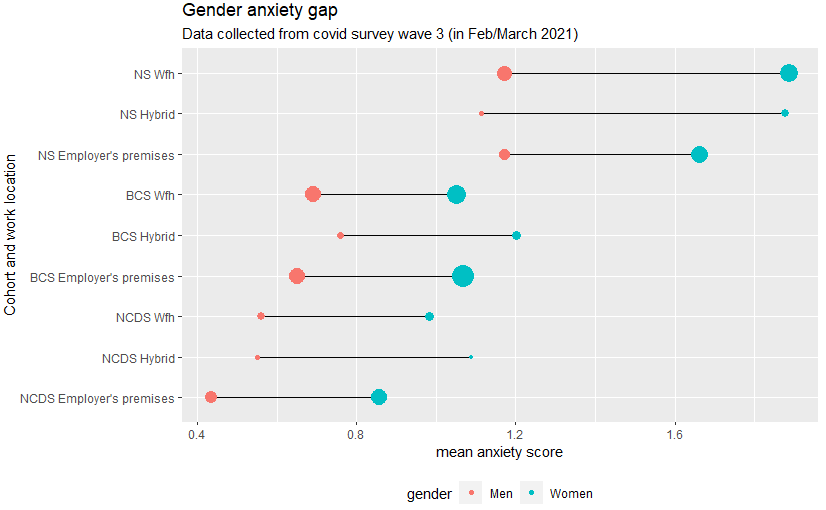 Gender anxiety gap
Data collected from covid survey wave 3 (in Feb/March 2021)
Cohort and work location
NS Wfh
NS Hybrid
NS Employer's premises
BCS Wfh
BCS Hybrid
BCS Employer's premises
NCDS Wfh
NCDS Hybrid
NCDS Employer's premises
0.4 0.8 1.2 1.6
mean anxiety score
gender Men Women